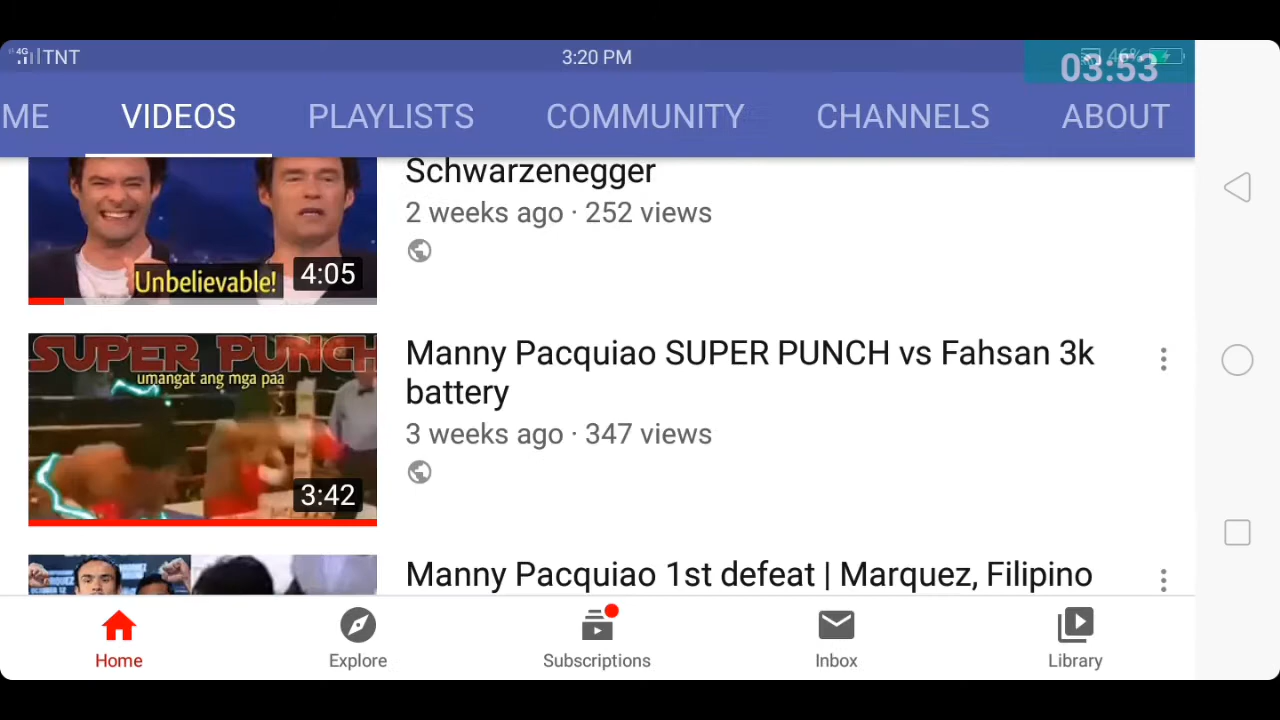 4G TNT 3:20 PM 46%
03:53
ME VIDEOS PLAYLISTS COMMUNITY CHANNELS ABOUT
Schwarzenegger
2 weeks ago · 252 views
Unbelievable! 4:05
Manny Pacquiao SUPER PUNCH vs Fahsan 3k
battery
3 weeks ago · 347 views
SUPER PUNCH
umangat ang mga paa
3:42
Manny Pacquiao 1st defeat | Marquez, Filipino
Home Explore Subscriptions Inbox Library